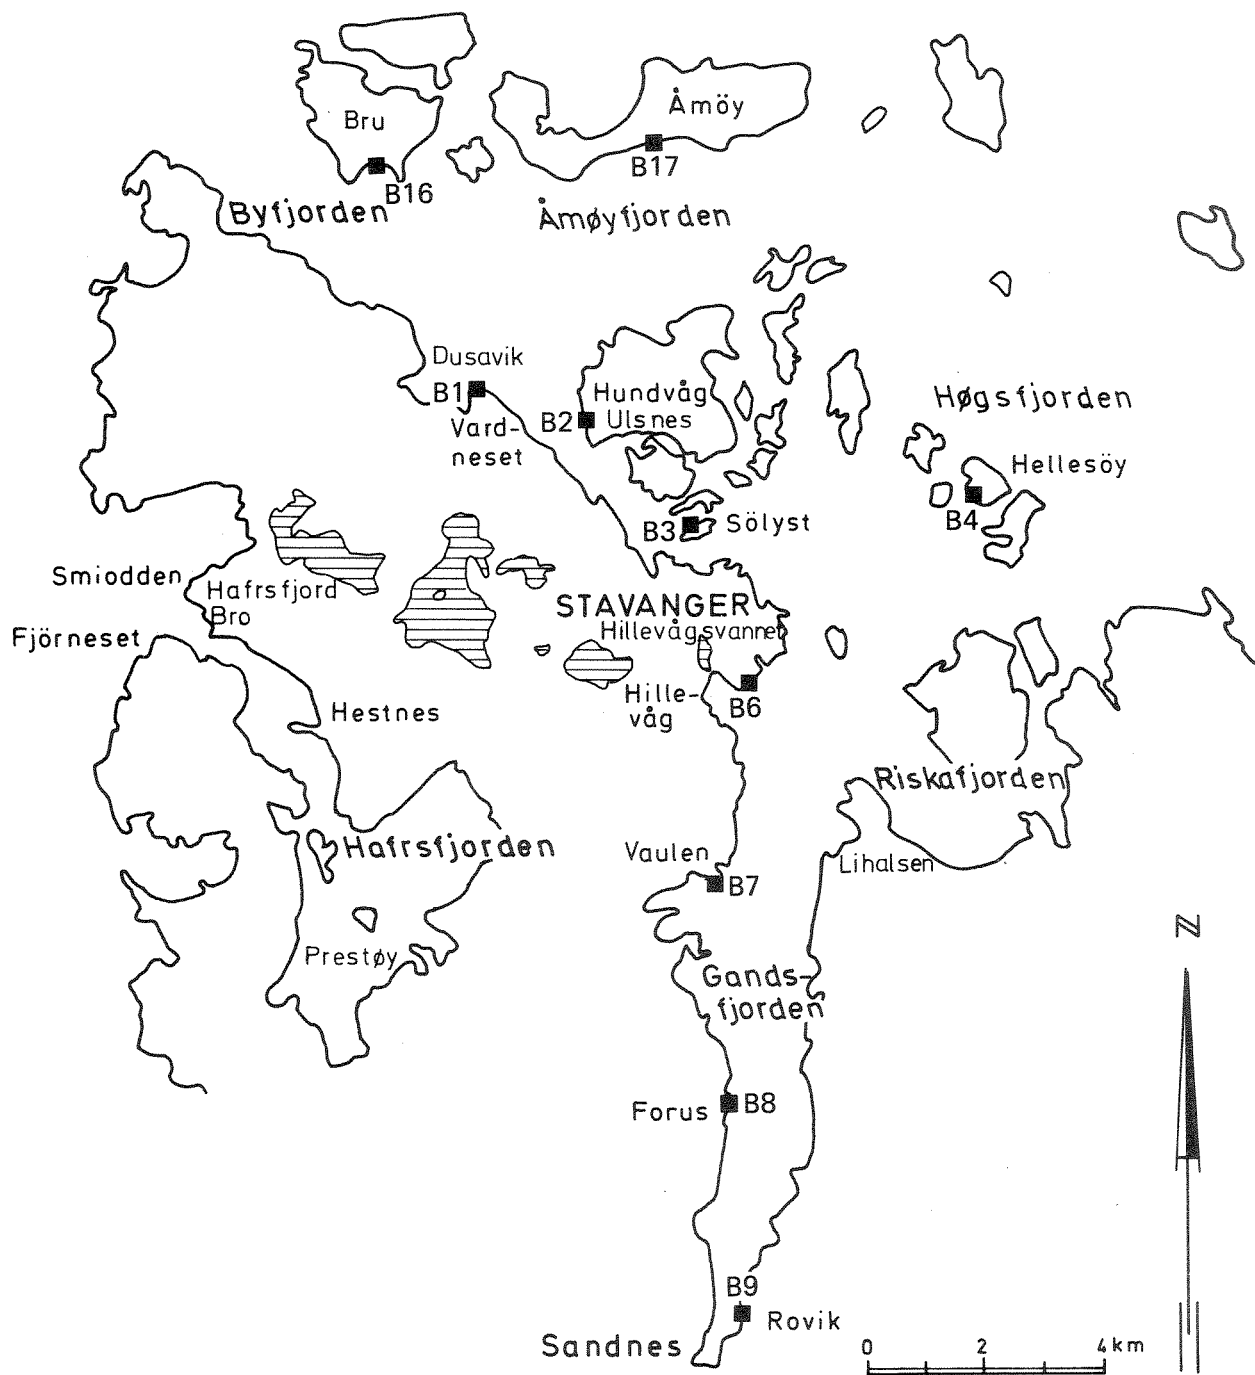 Åmöy
Bru
B17
B16
Byfjorden
Åmøyfjorden
Dusavik
B1
Hundvåg
Høgsfjorden
B2
Ulsnes
Vard-
neset
Hellesöy
B4
B3
Sölyst
Smiodden
Hafrsfjord
Bro
STAVANGER
Fjörneset
Hillevågsvannet
Hille-
våg
B6
Hestnes
Riskafjorden
Hafrsfjorden
Vaulen
B7
Lihalsen
N
Prestøy
Gands-
fjorden
Forus
B8
B9
Rovik
Sandnes
0 2 4 km